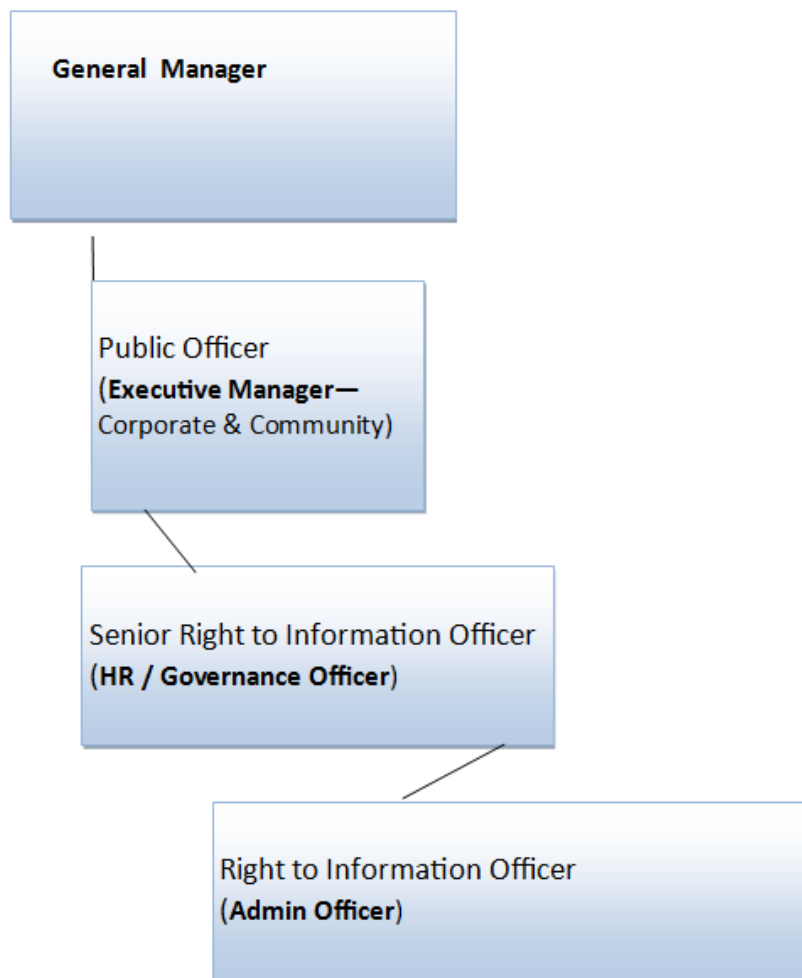 General  Manager
Public Officer
(Executive Manager—
Corporate & Community)
Senior Right to Information Officer
(HR / Governance Officer)
Right to Information Officer
(Admin Officer)